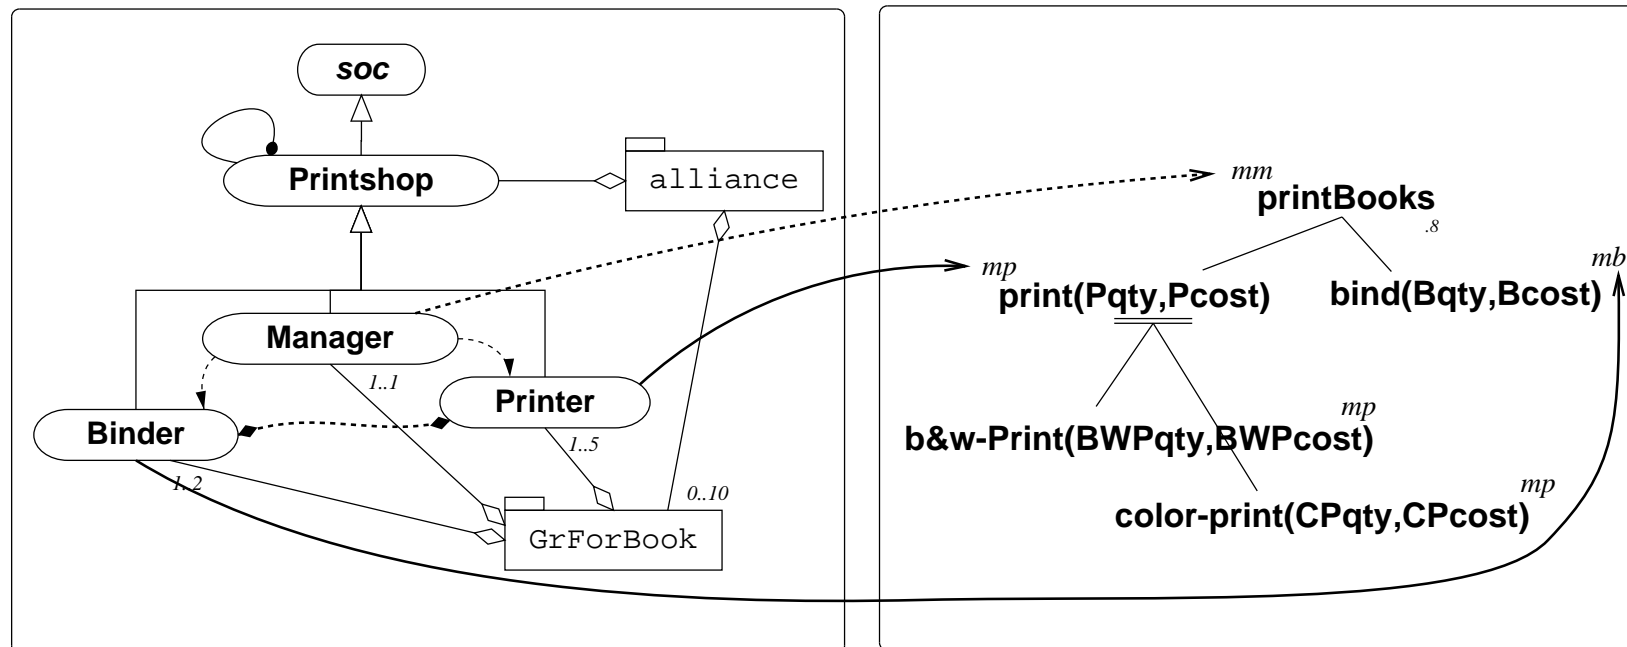 soc
Printshop
alliance
Manager
1..1
Printer
Binder
1..5
1..2
0..10
GrForBook
mm
printBooks
.8
mp
mb
print(Pqty,Pcost)
bind(Bqty,Bcost)
mp
b&w-Print(BWPqty,BWPcost)
mp
color-print(CPqty,CPcost)